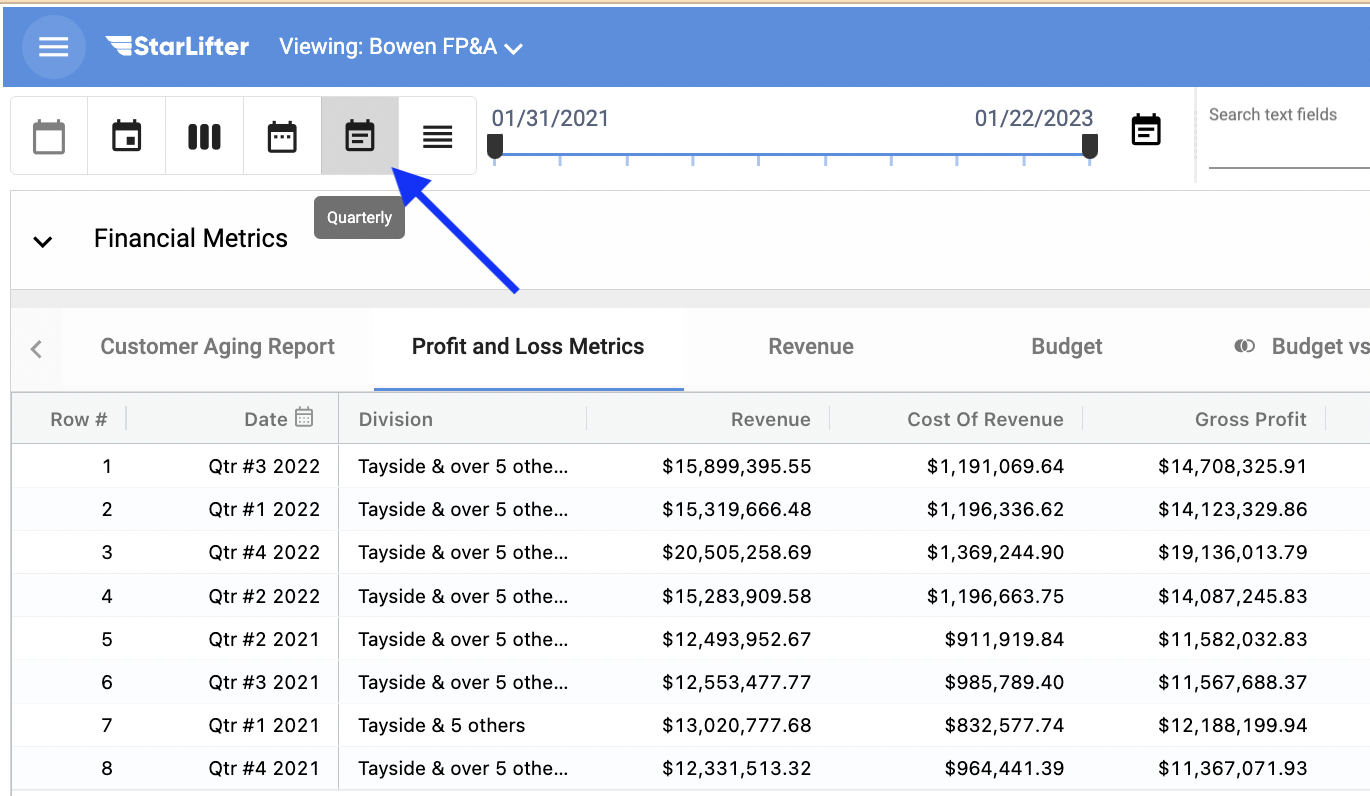 StarLifter Viewing: Bowen FP&A
01/31/2021 01/22/2023 Search text fields
Quarterly
Financial Metrics
Customer Aging Report Profit and Loss Metrics Revenue Budget Budget vs
Row # Date Division Revenue Cost Of Revenue Gross Profit
1 Qtr #3 2022 Tayside & over 5 othe... $15,899,395.55 $1,191,069.64 $14,708,325.91
2 Qtr #1 2022 Tayside & over 5 othe... $15,319,666.48 $1,196,336.62 $14,123,329.86
3 Qtr #4 2022 Tayside & over 5 othe... $20,505,258.69 $1,369,244.90 $19,136,013.79
4 Qtr #2 2022 Tayside & over 5 othe... $15,283,909.58 $1,196,663.75 $14,087,245.83
5 Qtr #2 2021 Tayside & over 5 othe... $12,493,952.67 $911,919.84 $11,582,032.83
6 Qtr #3 2021 Tayside & over 5 othe... $12,553,477.77 $985,789.40 $11,567,688.37
7 Qtr #1 2021 Tayside & 5 others $13,020,777.68 $832,577.74 $12,188,199.94
8 Qtr #4 2021 Tayside & over 5 othe... $12,331,513.32 $964,441.39 $11,367,071.93